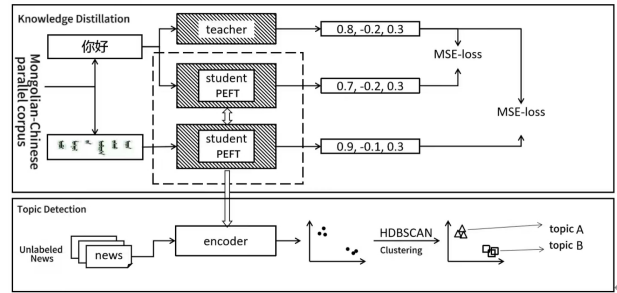 Knowledge Distillation
你好
teacher
0.8, -0.2, 0.3
MSE-loss
student
PEFT
0.7, -0.2, 0.3
Mongolian-Chinese
parallel corpus
MSE-loss
student
PEFT
0.9, -0.1, 0.3
Topic Detection
Unlabeled
News
news
encoder
HDBSCAN
Clustering
topic A
topic B